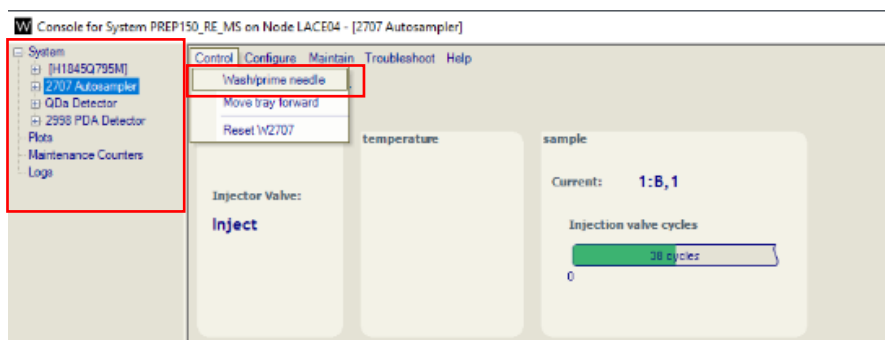 W Console for System PREP150_RE_MS on Node LACE04 - [2707 Autosampler]
System
[H1845Q795M]
2707 Autosampler
QDa Detector
2998 PDA Detector
Plots
Maintenance Counters
Logs
Control Configure Maintain Troubleshoot Help
Wash/prime needle
Move tray forward
Reset W2707
Injector Valve:
Inject
temperature
sample
Current: 1:B,1
Injection valve cycles
38 cycles
0